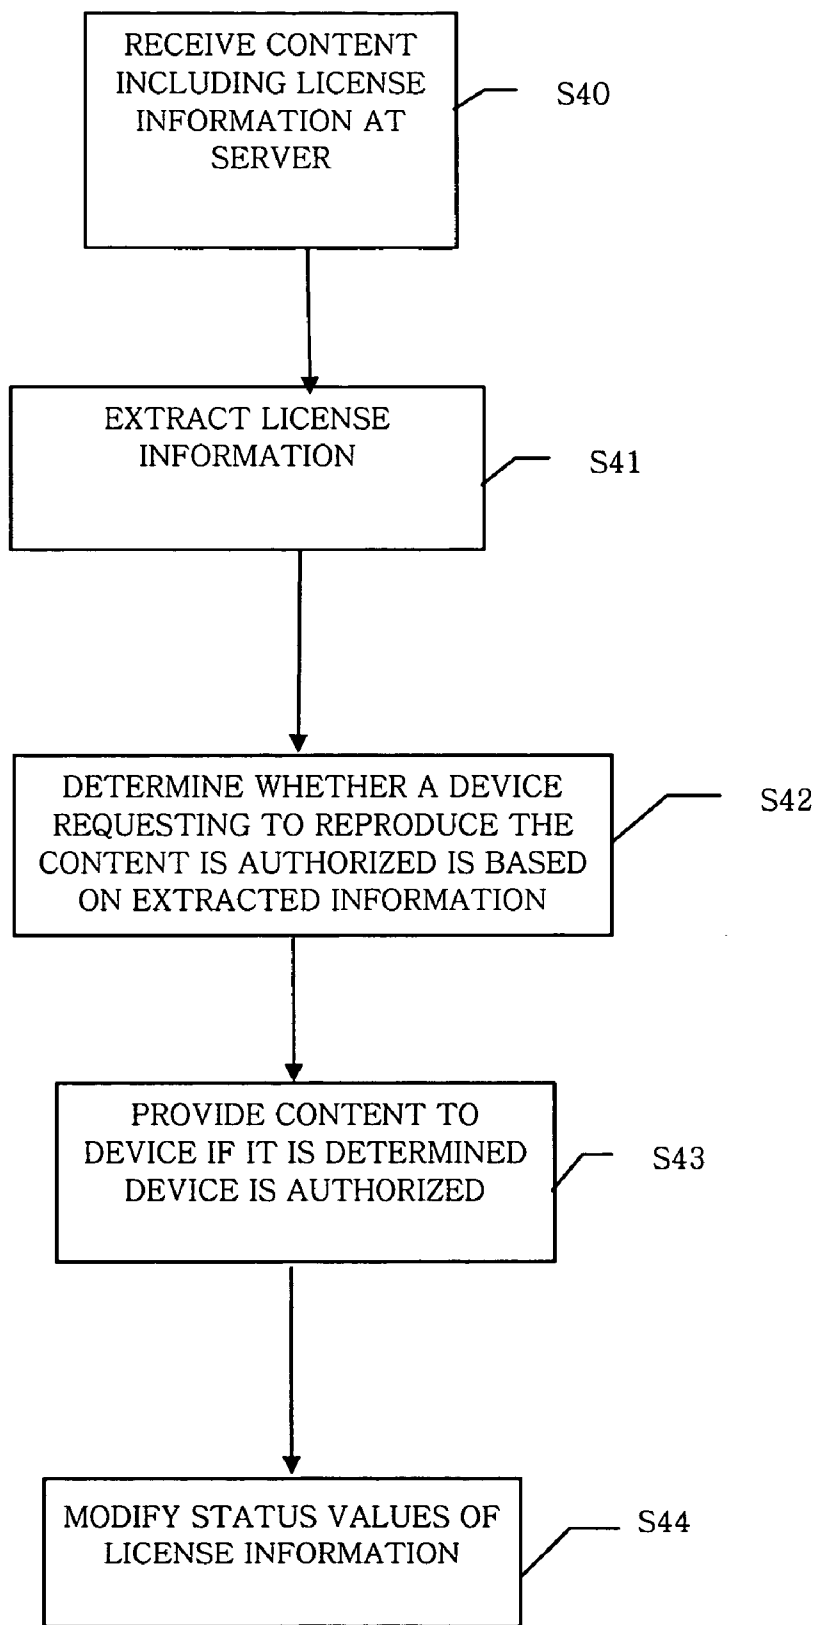 RECEIVE CONTENT
INCLUDING LICENSE
INFORMATION AT
SERVER
S40
EXTRACT LICENSE
INFORMATION
S41
DETERMINE WHETHER A DEVICE
REQUESTING TO REPRODUCE THE
CONTENT IS AUTHORIZED IS BASED
ON EXTRACTED INFORMATION
S42
PROVIDE CONTENT TO
DEVICE IF IT IS DETERMINED
DEVICE IS AUTHORIZED
S43
MODIFY STATUS VALUES OF
LICENSE INFORMATION
S44